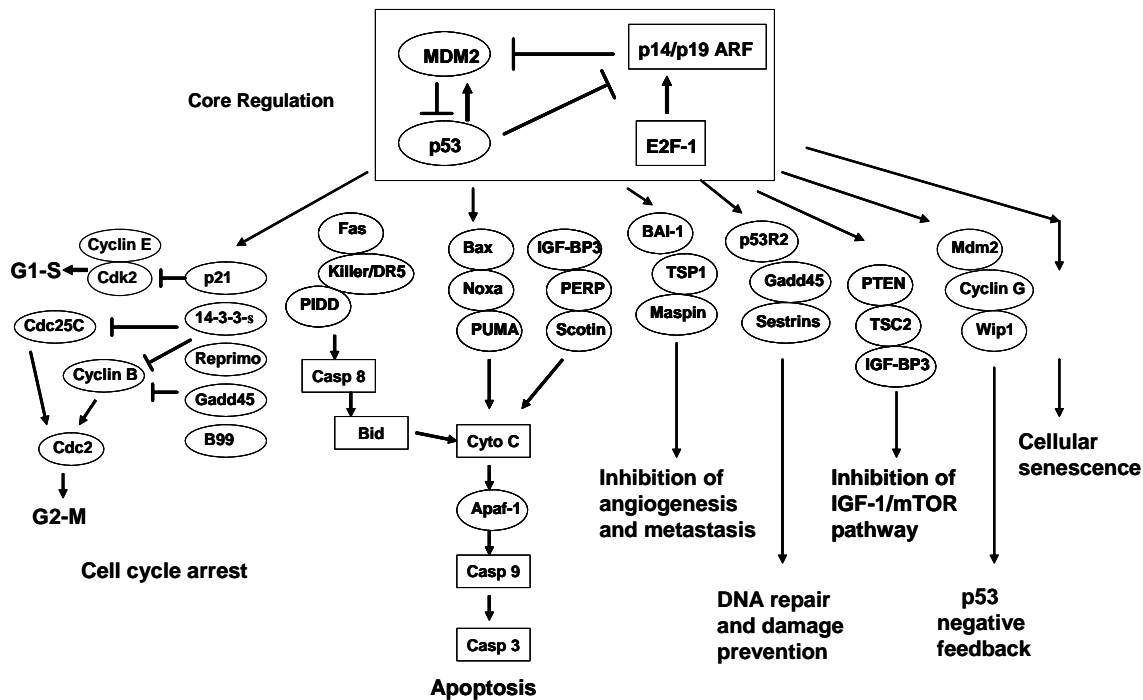 MDM2
p14/p19 ARF
Core Regulation
p53
E2F-1
Cyclin E
Cdk2
G1-S
p21
14-3-3-s
Cdc25C
Reprimo
Cyclin B
Gadd45
B99
Cdc2
G2-M
Cell cycle arrest
Fas
Killer/DR5
PIDD
Casp 8
Bid
Bax
Noxa
PUMA
IGF-BP3
PERP
Scotin
Cyto C
Apaf-1
Casp 9
Casp 3
Apoptosis
BAI-1
TSP1
Maspin
Inhibition of
angiogenesis
and metastasis
p53R2
Gadd45
Sestrins
DNA repair
and damage
prevention
PTEN
TSC2
IGF-BP3
Inhibition of
IGF-1/mTOR
pathway
Mdm2
Cyclin G
Wip1
p53
negative
feedback
Cellular
senescence